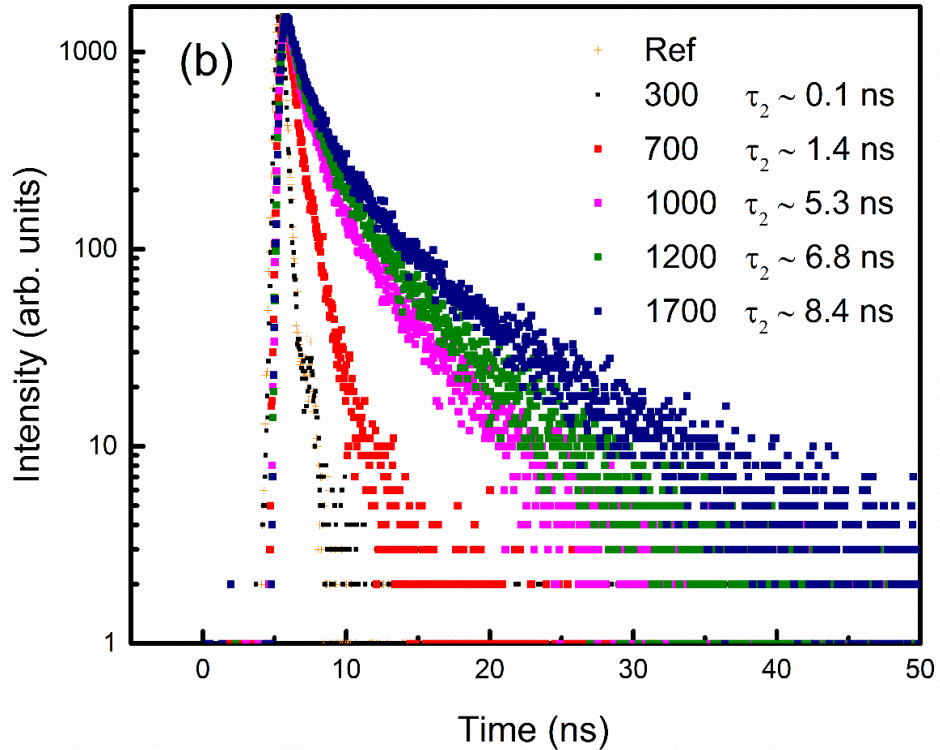 (b)
Ref
300 τ₂ ~ 0.1 ns
700 τ₂ ~ 1.4 ns
1000 τ₂ ~ 5.3 ns
1200 τ₂ ~ 6.8 ns
1700 τ₂ ~ 8.4 ns
Intensity (arb. units)
1000
100
10
1
0 10 20 30 40 50
Time (ns)